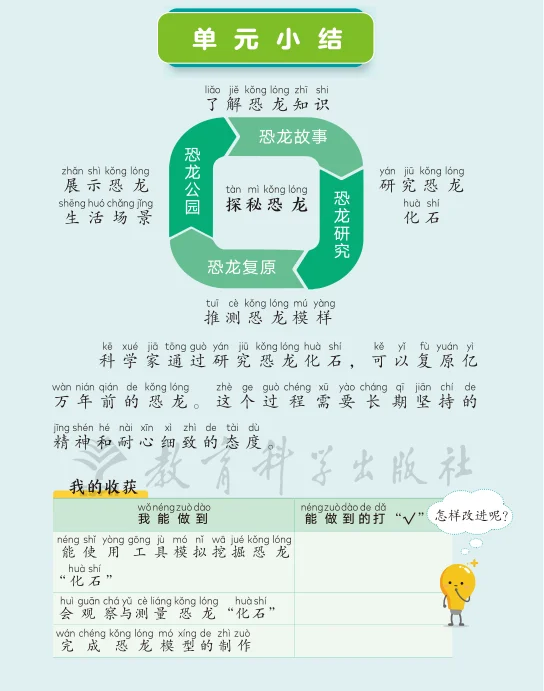 单元小结
liǎo jiě kǒng lóng zhī shi
了解恐龙知识
恐龙故事
zhǎn shì kǒng lóng
展示恐龙
shēng huó chǎng jǐng
生活场景
恐龙公园
tàn mì kǒng lóng
探秘恐龙
恐龙研究
yán jiū kǒng lóng
研究恐龙
huà shí
化石
恐龙复原
tuī cè kǒng lóng mú yàng
推测恐龙模样
kē xué jiā tōng guò yán jiū kǒng lóng huà shí kě yǐ fù yuán yì
科学家通过研究恐龙化石，可以复原亿
wàn nián qián de kǒng lóng zhè ge guò chéng xū yào cháng qī jiān chí de
万年前的恐龙。这个过程需要长期坚持的
jīng shén hé nài xīn xì zhì de tài dù
精神和耐心细致的态度。
教育科学出版社
我的收获
wǒ néng zuò dào
我能做到
néng zuò dào de dǎ
能做到的打“√”
怎样改进呢?
néng shǐ yòng gōng jù mó nǐ wā jué kǒng lóng
能使用工具模拟挖掘恐龙
huà shí
“化石”
huì guān chá yǔ cè liáng kǒng lóng huà shí
会观察与测量恐龙“化石”
wán chéng kǒng lóng mó xíng de zhì zuò
完成恐龙模型的制作